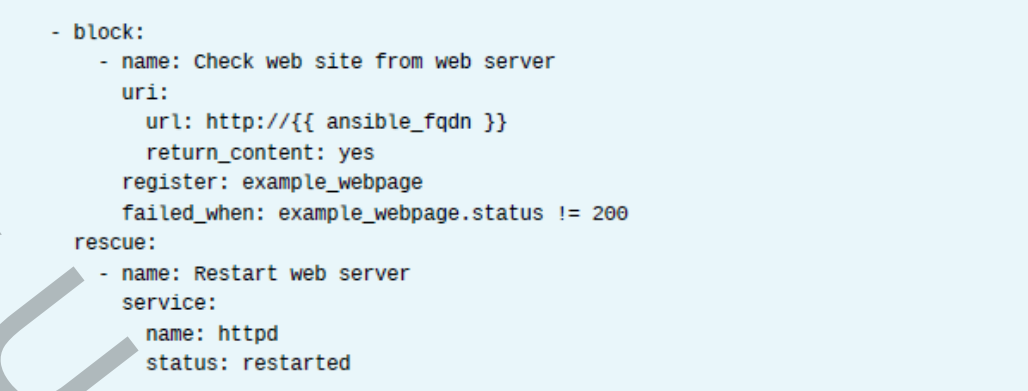 - block:
- name: Check web site from web server
uri:
url: http://{{ ansible_fqdn }}
return_content: yes
register: example_webpage
failed_when: example_webpage.status != 200
rescue:
- name: Restart web server
service:
name: httpd
status: restarted